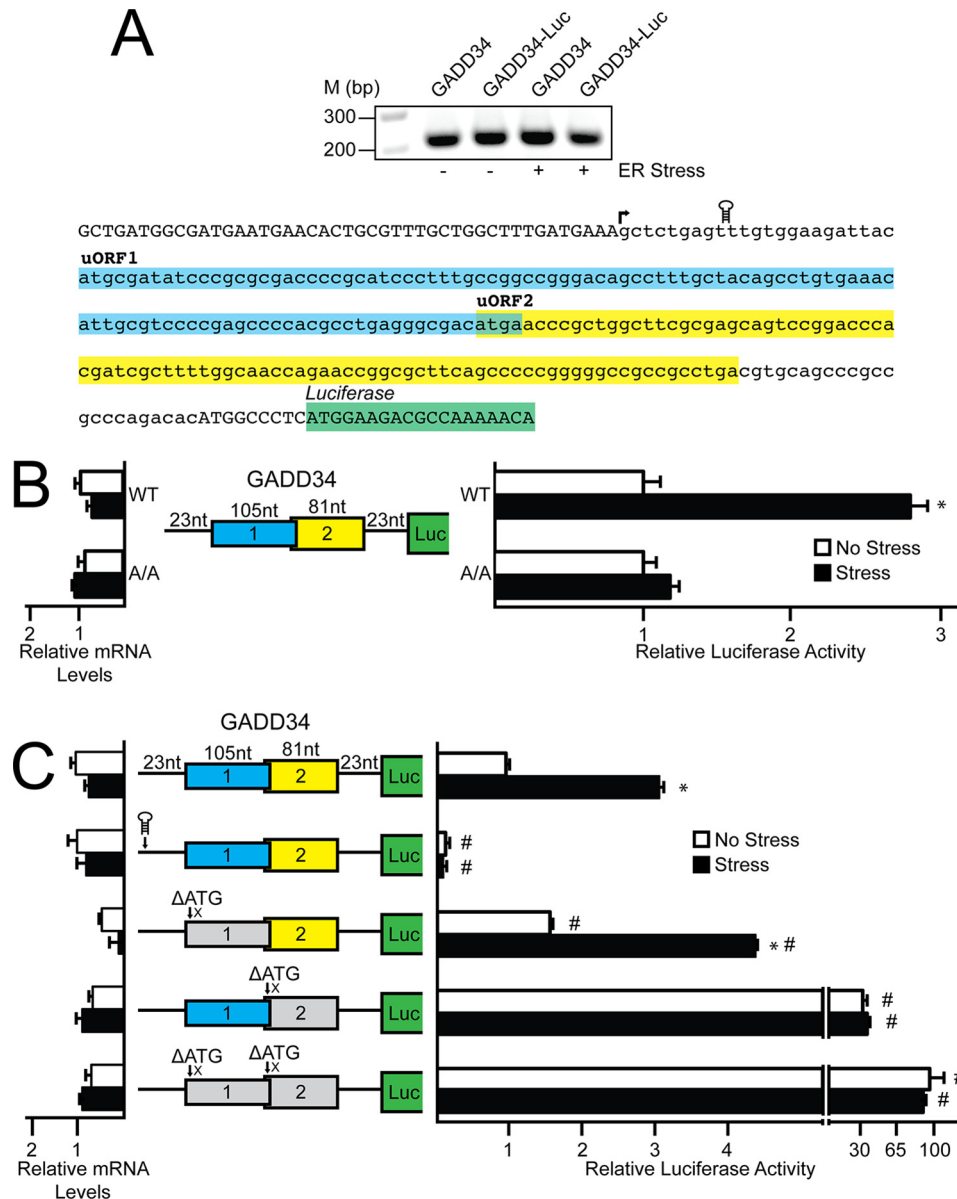 A
GADD34
GADD34-Luc
GADD34
GADD34-Luc
M (bp)
300
200
- - + + ER Stress
GCTGATGGCGATGAATGAACACTGCGTTTGCTGGCTTTGATGAAAgctctgagtttgtggaagattac
uORF1
atgcgatatcccgcgcgaccccgcatccctttgccggccgggacagcctttgctacagcctgtgaaac
uORF2
attgcgtccccgagccccacgcctgagggcgacatgaacccgctggcttcgcgagcagtccggaccca
cgatcgcttttggcaaccagaaccggcgcttcagcccccgggggccgccgcctgacgtgcagcccgcc
Luciferase
gcccagacacATGGCCCTCATGGAAGACGCCAAAAACA
B
GADD34
WT
23nt 105nt 81nt 23nt
1 2 Luc
A/A
2 1
Relative mRNA
Levels
WT
*
No Stress
Stress
A/A
1 2 3
Relative Luciferase Activity
C
GADD34
23nt 105nt 81nt 23nt
1 2 Luc
*
1 2 Luc
#
#
No Stress
Stress
ΔATG
x
1 2 Luc
#
* #
ΔATG
x
1 2 Luc
#
#
ΔATG ΔATG
x x
1 2 Luc
#
#
2 1
Relative mRNA
Levels
1 2 3 4 30 65 100
Relative Luciferase Activity